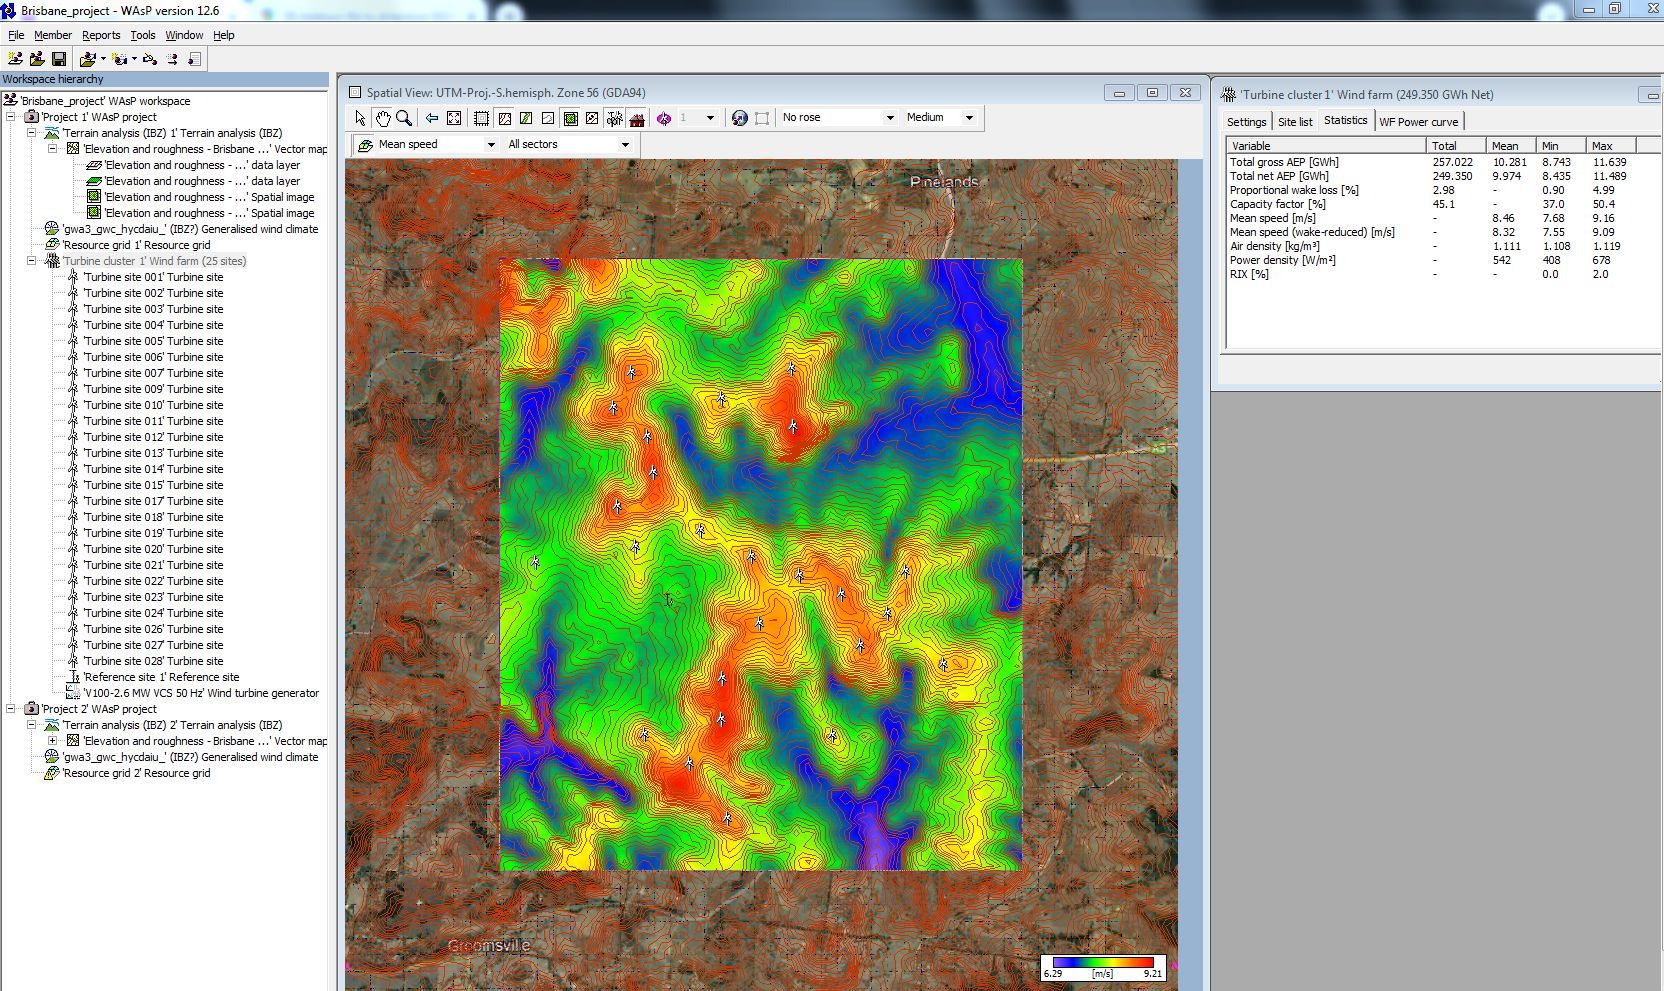 Brisbane_project - WAsP version 12.6
File Member Reports Tools Window Help
Workspace hierarchy
'Brisbane_project' WAsP workspace
'Project 1' WAsP project
'Terrain analysis (IBZ) 1' Terrain analysis (IBZ)
'Elevation and roughness - Brisbane ...' Vector map
'Elevation and roughness - ...' data layer
'Elevation and roughness - ...' data layer
'Elevation and roughness - ...' Spatial image
'Elevation and roughness - ...' Spatial image
'gwa3_gwc_hycdaiu_' (IBZ?) Generalised wind climate
'Resource grid 1' Resource grid
'Turbine cluster 1' Wind farm (25 sites)
'Turbine site 001' Turbine site
'Turbine site 002' Turbine site
'Turbine site 003' Turbine site
'Turbine site 004' Turbine site
'Turbine site 005' Turbine site
'Turbine site 006' Turbine site
'Turbine site 007' Turbine site
'Turbine site 009' Turbine site
'Turbine site 010' Turbine site
'Turbine site 011' Turbine site
'Turbine site 012' Turbine site
'Turbine site 013' Turbine site
'Turbine site 014' Turbine site
'Turbine site 015' Turbine site
'Turbine site 017' Turbine site
'Turbine site 018' Turbine site
'Turbine site 019' Turbine site
'Turbine site 020' Turbine site
'Turbine site 021' Turbine site
'Turbine site 022' Turbine site
'Turbine site 023' Turbine site
'Turbine site 024' Turbine site
'Turbine site 026' Turbine site
'Turbine site 027' Turbine site
'Turbine site 028' Turbine site
'Reference site 1' Reference site
'V100-2.6 MW VCS 50 Hz' Wind turbine generator
'Project 2' WAsP project
'Terrain analysis (IBZ) 2' Terrain analysis (IBZ)
'Elevation and roughness - Brisbane ...' Vector map
'gwa3_gwc_hycdaiu_' (IBZ?) Generalised wind climate
'Resource grid 2' Resource grid
Spatial View: UTM-Proj.-S.hemisph. Zone 56 (GDA94)
1 No rose Medium
Mean speed All sectors
Pinelands
Groomsville
6.29 [m/s] 9.21
'Turbine cluster 1' Wind farm (249.350 GWh Net)
Settings Site list Statistics WF Power curve
Variable Total Mean Min Max
Total gross AEP [GWh] 257.022 10.281 8.743 11.639
Total net AEP [GWh] 249.350 9.974 8.435 11.489
Proportional wake loss [%] 2.98 - 0.90 4.99
Capacity factor [%] 45.1 - 37.0 50.4
Mean speed [m/s] - 8.46 7.68 9.16
Mean speed (wake-reduced) [m/s] - 8.32 7.55 9.09
Air density [kg/m³] - 1.111 1.108 1.119
Power density [W/m²] - 542 408 678
RIX [%] - - 0.0 2.0